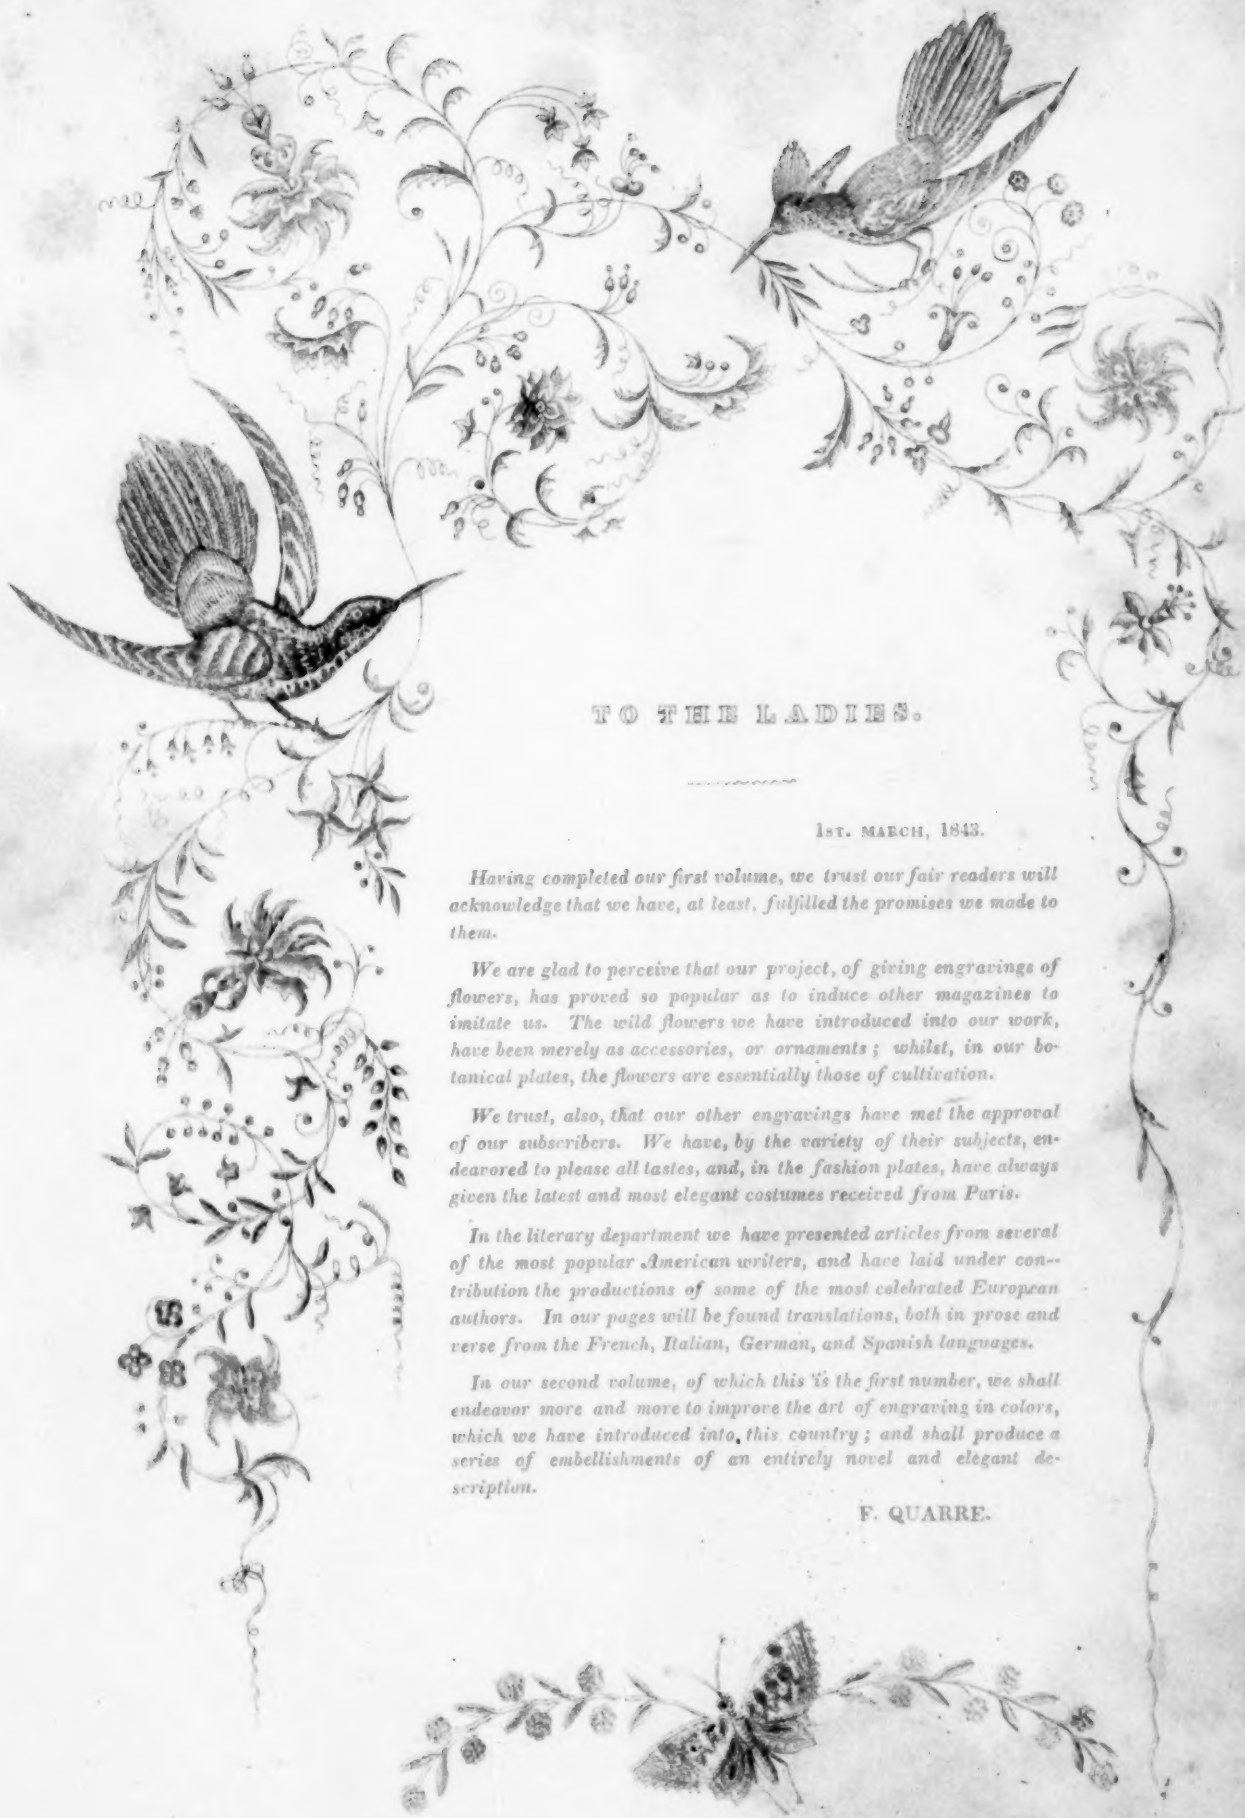 TO THE LADIES.
1ST. MARCH, 1843.
Having completed our first volume, we trust our fair readers will
acknowledge that we have, at least, fulfilled the promises we made to
them.
We are glad to perceive that our project, of giving engravings of
flowers, has proved so popular as to induce other magazines to
imitate us. The wild flowers we have introduced into our work,
have been merely as accessories, or ornaments; whilst, in our bo-
tanical plates, the flowers are essentially those of cultivation.
We trust, also, that our other engravings have met the approval
of our subscribers. We have, by the variety of their subjects, en-
deavored to please all tastes, and, in the fashion plates, have always
given the latest and most elegant costumes received from Paris.
In the literary department we have presented articles from several
of the most popular American writers, and have laid under con--
tribution the productions of some of the most celebrated European
authors. In our pages will be found translations, both in prose and
verse from the French, Italian, German, and Spanish languages.
In our second volume, of which this is the first number, we shall
endeavor more and more to improve the art of engraving in colors,
which we have introduced into this country; and shall produce a
series of embellishments of an entirely novel and elegant de-
scription.
F. QUARRE.